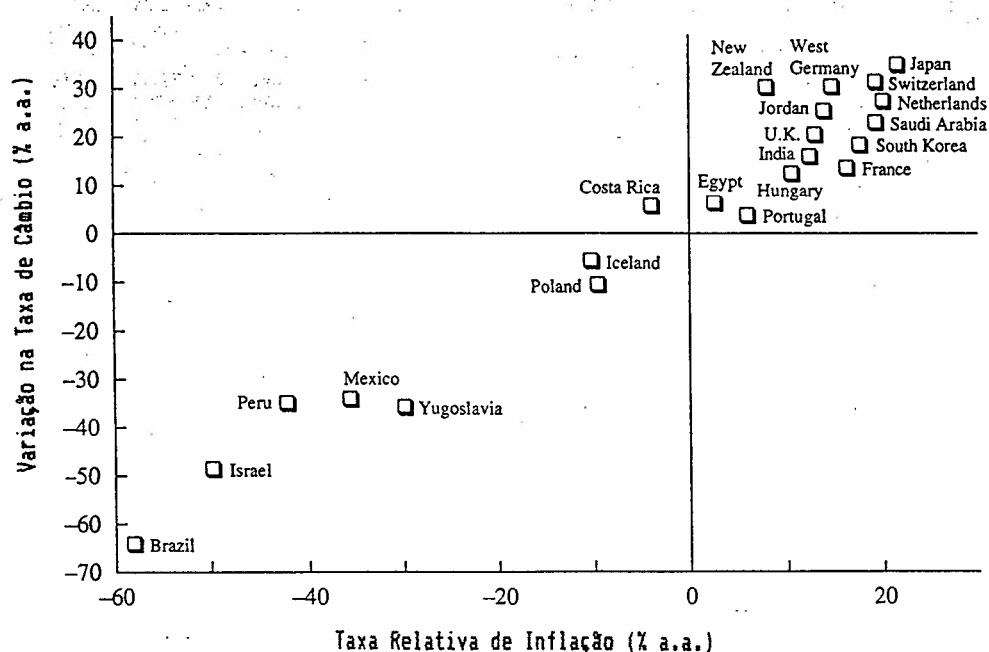 Variação na Taxa de Câmbio (% a.a.)
40
30
20
10
0
–10
–20
–30
–40
–50
–60
–70
New
Zealand
West
Germany
Japan
Switzerland
Netherlands
Jordan
Saudi Arabia
U.K.
South Korea
India
France
Costa Rica
Egypt
Hungary
Portugal
Iceland
Poland
Mexico
Peru
Yugoslavia
Israel
Brazil
–60
–40
–20
0
20
Taxa Relativa de Inflação (% a.a.)